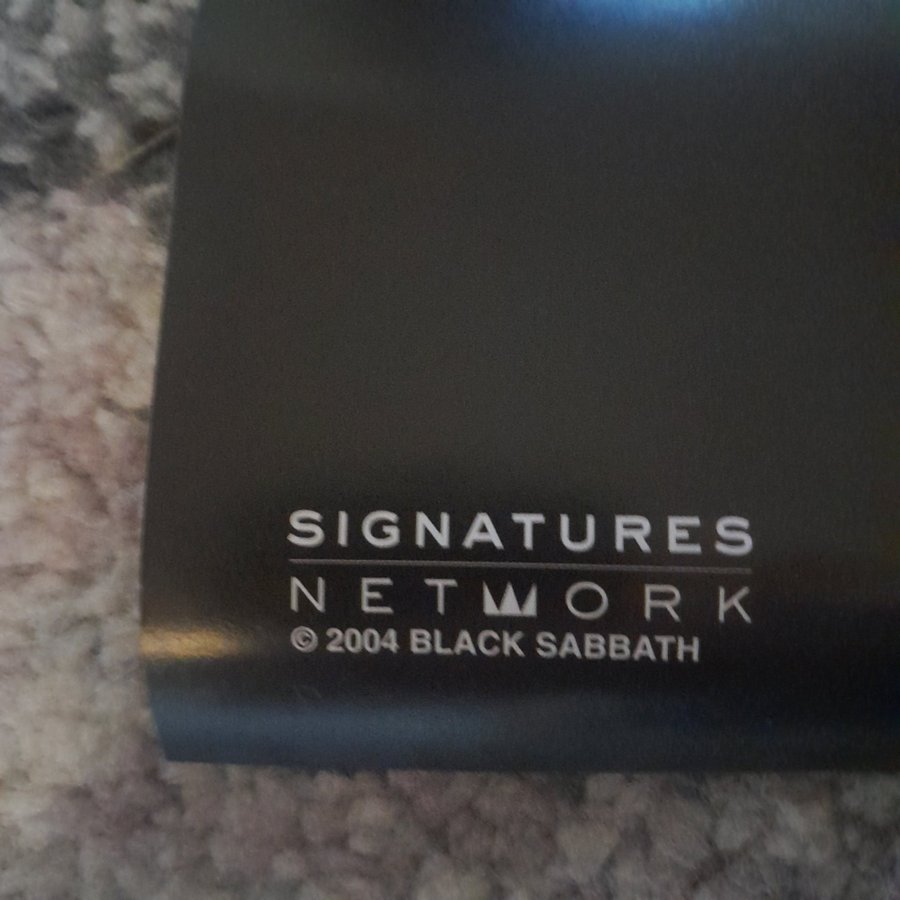 SIGNATURES
NETWORK
© 2004 BLACK SABBATH